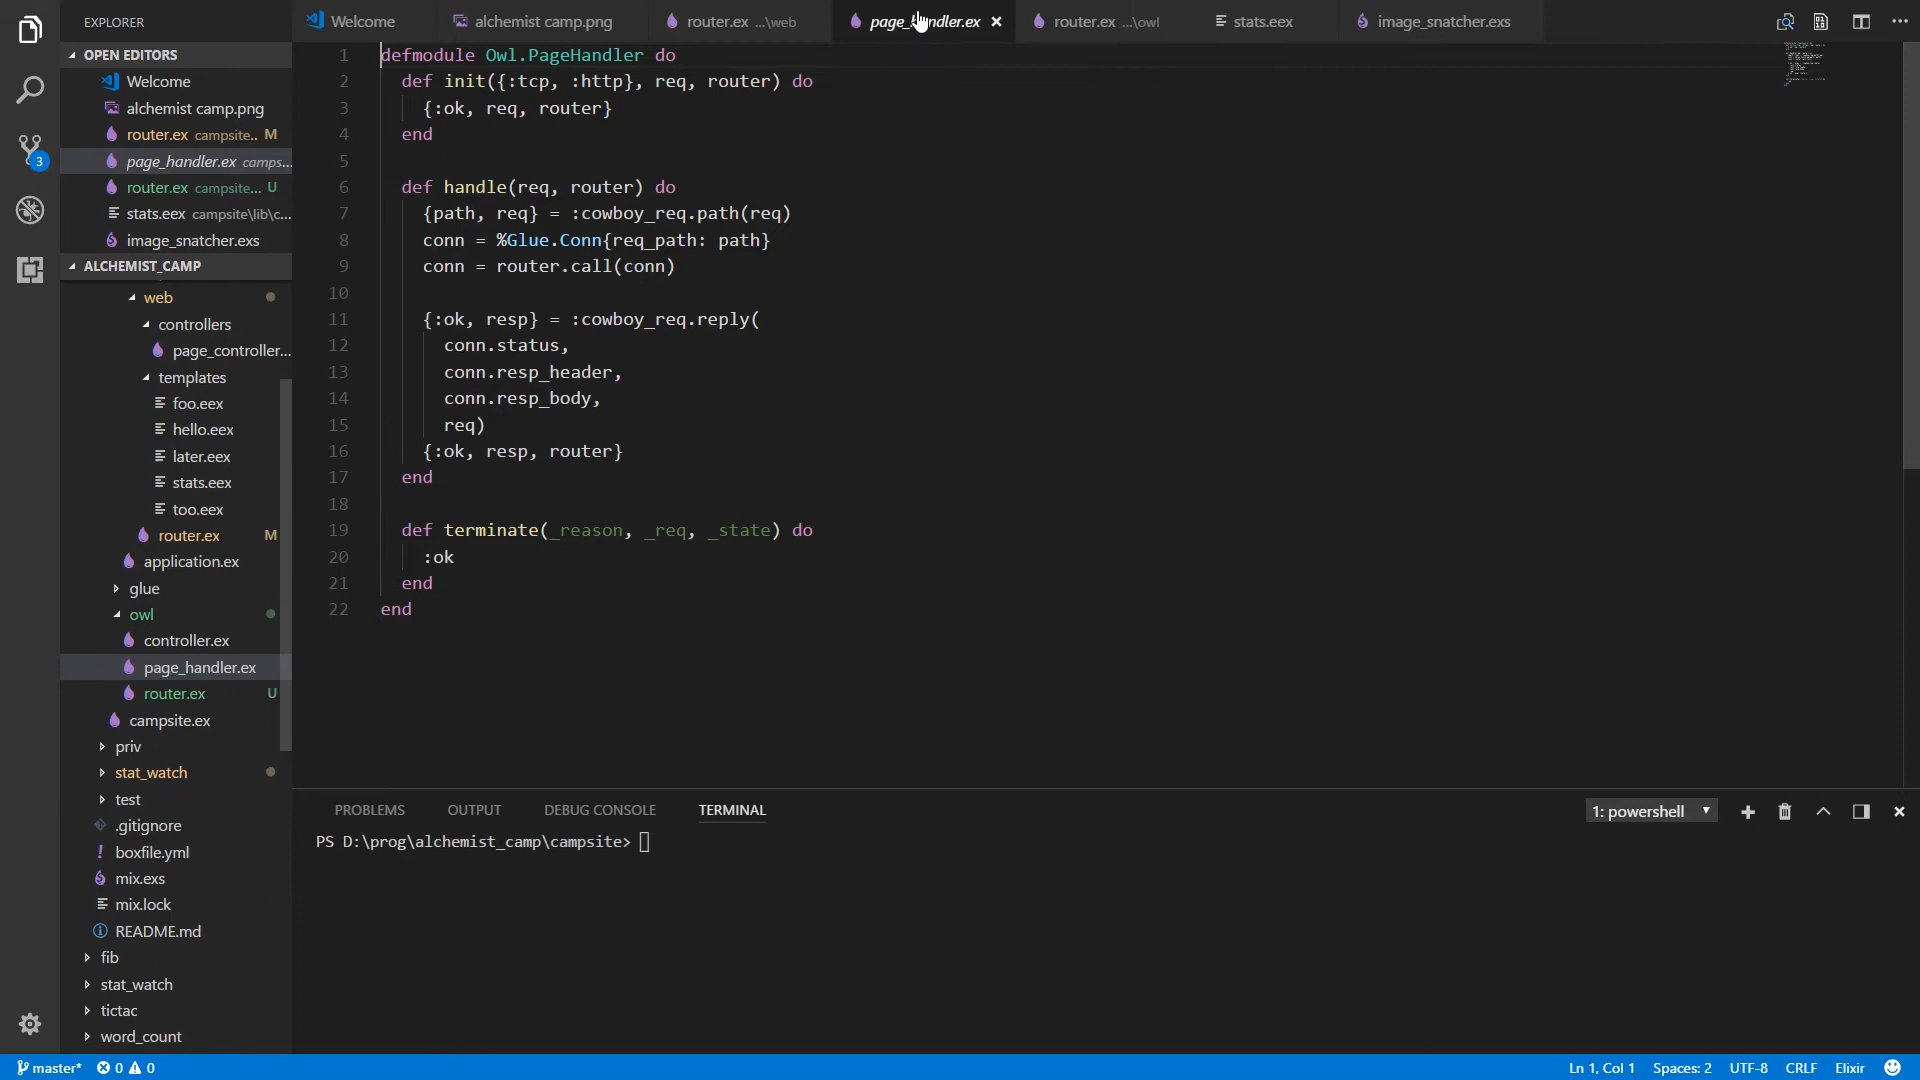 EXPLORER
OPEN EDITORS
Welcome
alchemist camp.png
router.ex campsite.. M
page_handler.ex camps...
router.ex campsite... U
stats.eex campsite\lib\c...
image_snatcher.exs
ALCHEMIST_CAMP
web
controllers
page_controller...
templates
foo.eex
hello.eex
later.eex
stats.eex
too.eex
router.ex M
application.ex
glue
owl
controller.ex
page_handler.ex
router.ex U
campsite.ex
priv
stat_watch
test
.gitignore
boxfile.yml
mix.exs
mix.lock
README.md
fib
stat_watch
tictac
word_count
3
Welcome
alchemist camp.png
router.ex ...\web
page_handler.ex
router.ex ...\owl
stats.eex
image_snatcher.exs
1 defmodule Owl.PageHandler do
2 def init({:tcp, :http}, req, router) do
3 {:ok, req, router}
4 end
5
6 def handle(req, router) do
7 {path, req} = :cowboy_req.path(req)
8 conn = %Glue.Conn{req_path: path}
9 conn = router.call(conn)
10
11 {:ok, resp} = :cowboy_req.reply(
12 conn.status,
13 conn.resp_header,
14 conn.resp_body,
15 req)
16 {:ok, resp, router}
17 end
18
19 def terminate(_reason, _req, _state) do
20 :ok
21 end
22 end
PROBLEMS OUTPUT DEBUG CONSOLE TERMINAL 1: powershell
PS D:\prog\alchemist_camp\campsite>
master* 0 0 Ln 1, Col 1 Spaces: 2 UTF-8 CRLF Elixir